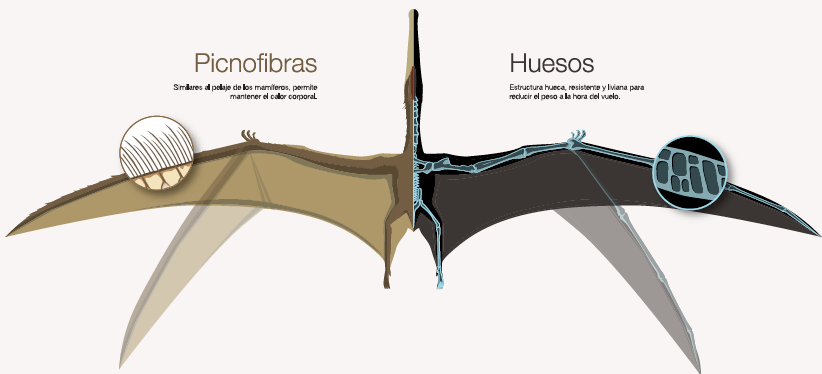 Picnofibras
Similares al pelaje de los mamíferos, permite
mantener el calor corporal.
Huesos
Estructura hueca, resistente y liviana para
reducir el peso a la hora del vuelo.